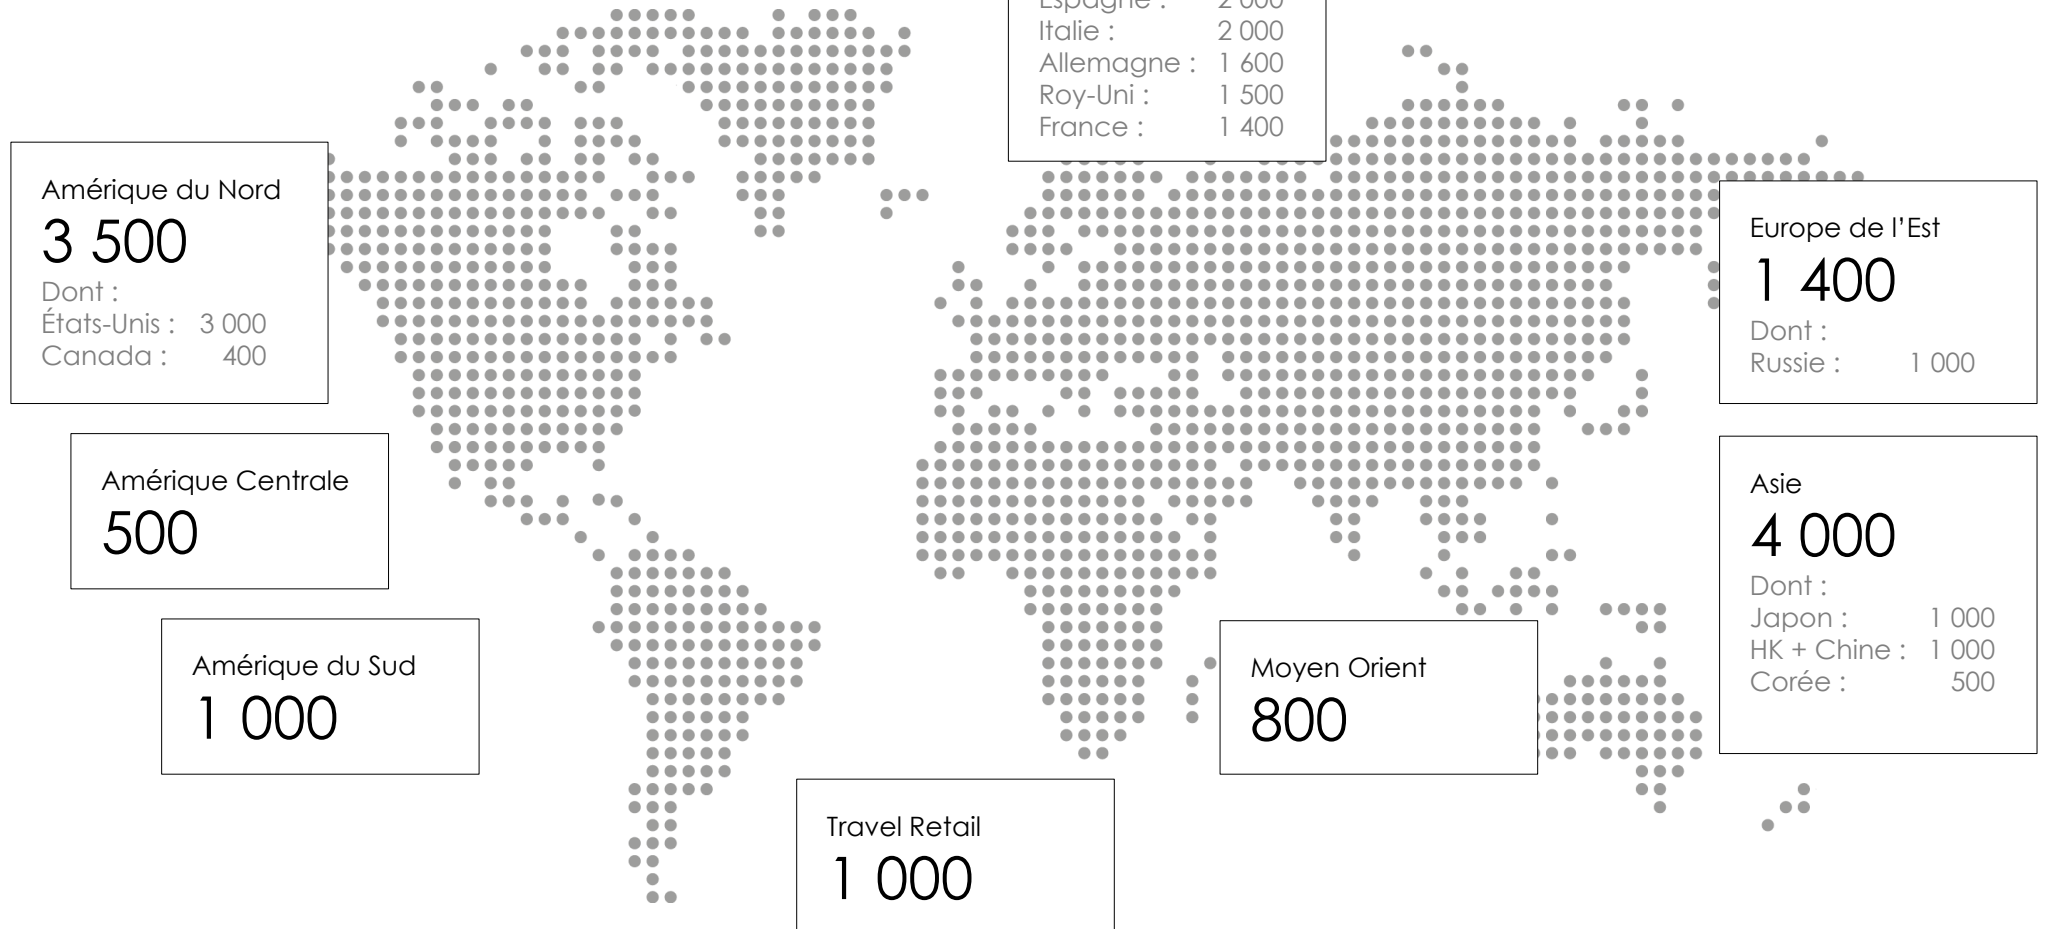 Espagne : 2 000
Italie : 2 000
Allemagne : 1 600
Roy-Uni : 1 500
France : 1 400
Amérique du Nord
3 500
Dont :
États-Unis : 3 000
Canada : 400
Europe de l’Est
1 400
Dont :
Russie : 1 000
Amérique Centrale
500
Asie
4 000
Dont :
Japon : 1 000
HK + Chine : 1 000
Corée : 500
Amérique du Sud
1 000
Moyen Orient
800
Travel Retail
1 000